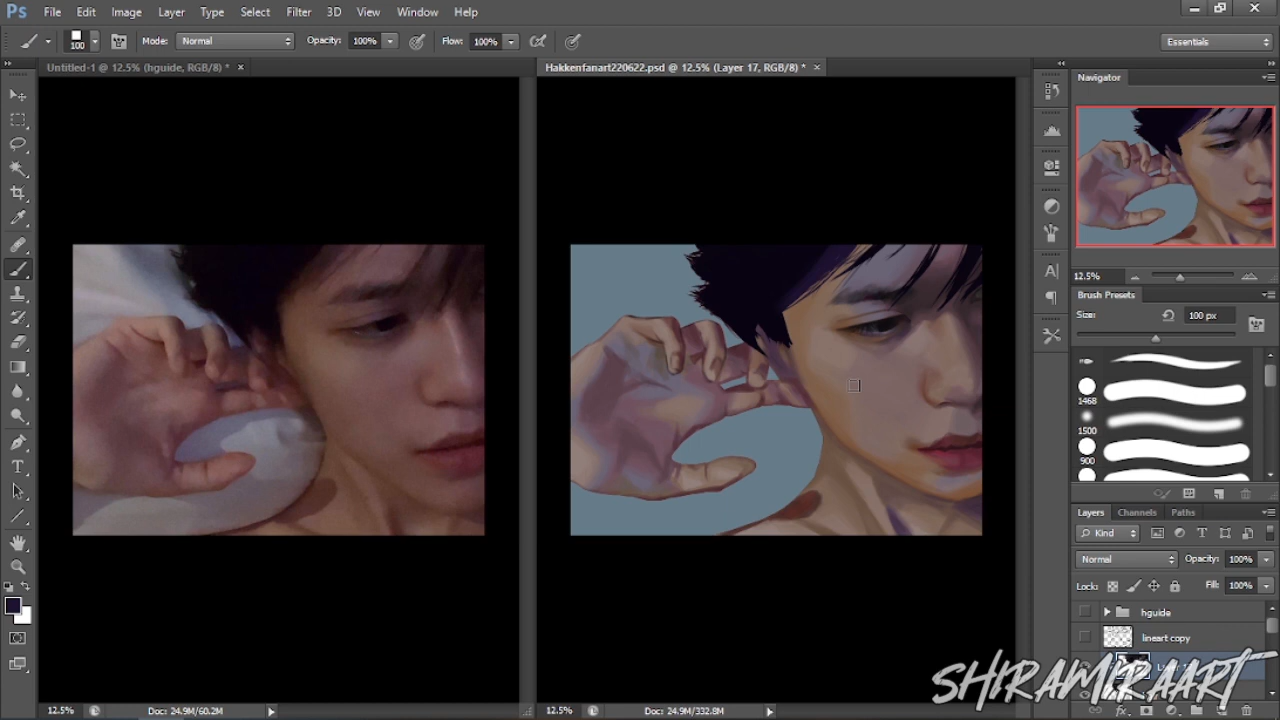 Ps File Edit Image Layer Type Select Filter 3D View Window Help
100 Mode: Normal Opacity: 100% Flow: 100% Essentials
Untitled-1 @ 12.5% (hguide, RGB/8) * × Hakkenfanart220622.psd @ 12.5% (Layer 17, RGB/8) * ×
Navigator
12.5%
Brush Presets
Size: 100 px
1468
1500
900
Layers Channels Paths
Kind
Normal Opacity: 100%
Lock: Fill: 100%
hguide
lineart copy
SHIRAMIRAART
12.5% Doc: 24.9M/60.2M 12.5% Doc: 24.9M/332.8M